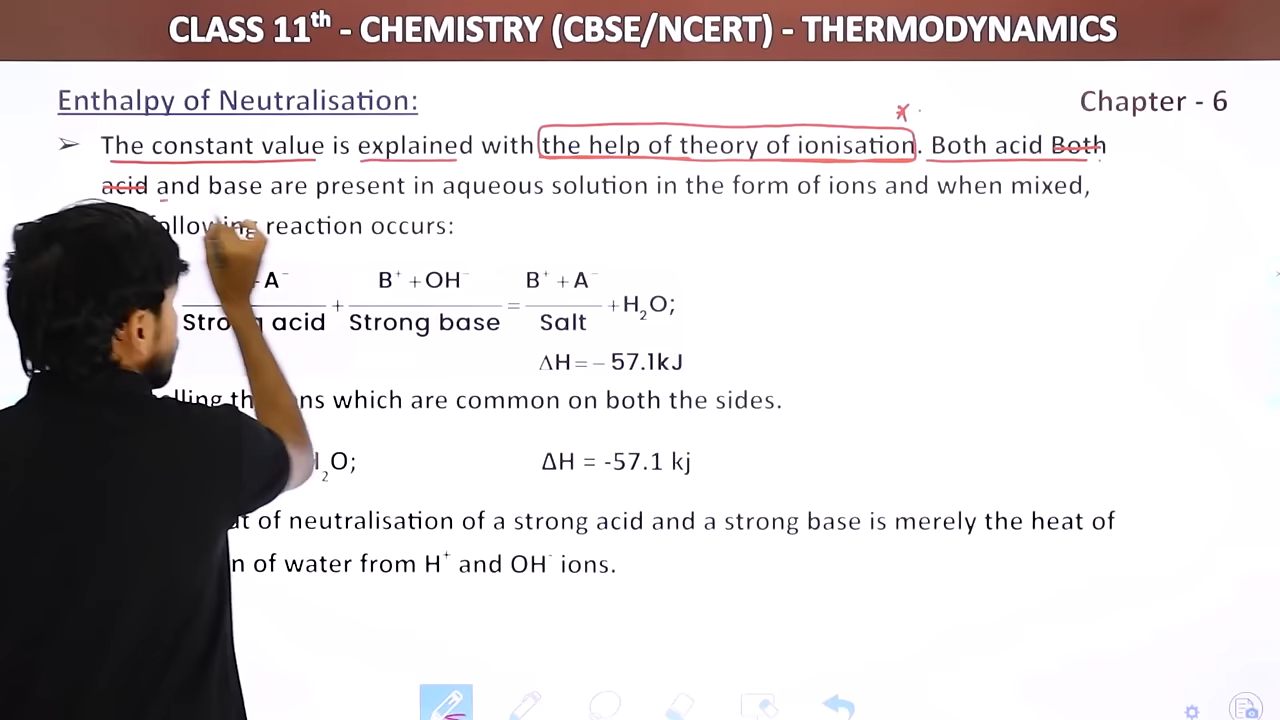 CLASS 11th - CHEMISTRY (CBSE/NCERT) - THERMODYNAMICS
Enthalpy of Neutralisation:
Chapter - 6
➢ The constant value is explained with the help of theory of ionisation. Both acid Both
acid and base are present in aqueous solution in the form of ions and when mixed,
reaction occurs:
A⁻ B⁺ + OH⁻ B⁺ + A⁻
+ = + H₂O;
Strong acid Strong base Salt
ΔH = – 57.1kJ
which are common on both the sides.
₂O; ΔH = -57.1 kj
of neutralisation of a strong acid and a strong base is merely the heat of
of water from H⁺ and OH⁻ ions.